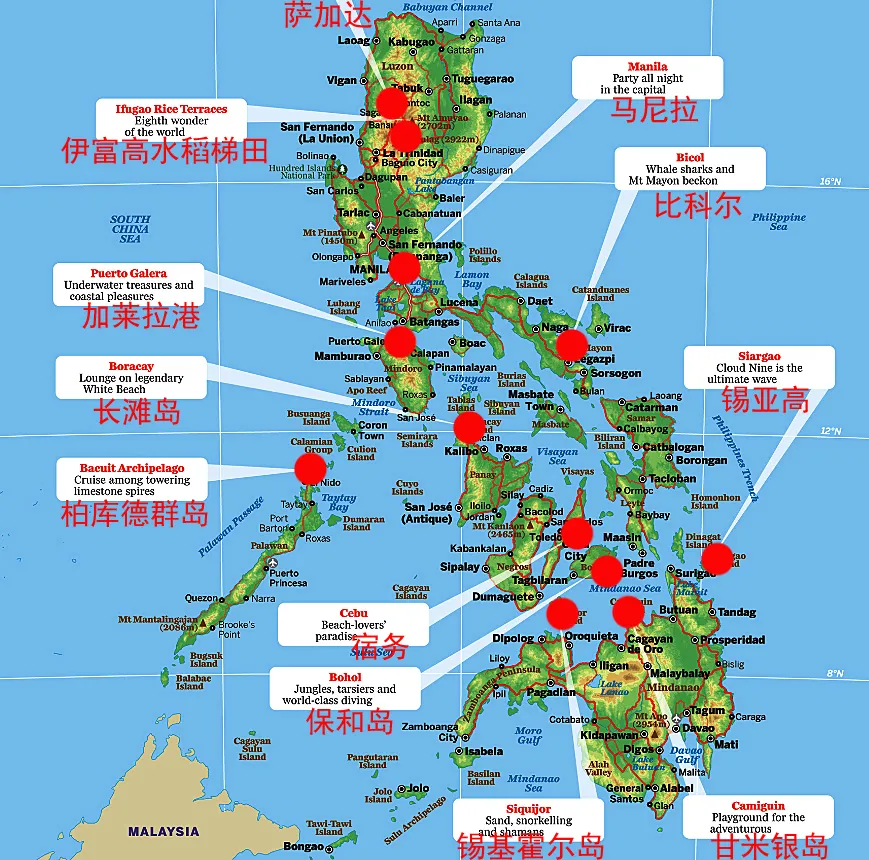 萨加达
Babuyan Channel
Aparri
Santa Ana
Laoag
Kabugao
Gonzaga
Gattaran
Luzon
Manila
Party all night
in the capital
马尼拉
Vigan
Tabuk
Tuguegarao
Ilagan
Palanan
Ifugao Rice Terraces
Eighth wonder
of the world
伊富高水稻梯田
Mt Amuyao
(2702m)
(2922m)
San Fernando
(La Union)
La Trinidad
Baguio City
Dinapigue
Casiguran
Bolinao
Hundred Islands
National Park
Dagupan
San Carlos
Pantabangan
Lake
Baler
Bicol
Whale sharks and
Mt Mayon beckon
比科尔
16°N
SOUTH
CHINA
SEA
Philippine
Sea
Tarlac
Cabanatuan
Mt Pinatubo
(1450m)
Angeles
San Fernando
Olongapo
MANILA
Mariveles
Polillo
Islands
Lamon
Bay
Laguna
de Bay
Calagua
Islands
Catanduanes
Island
Puerto Galera
Underwater treasures and
coastal pleasures
加莱拉港
Lubang
Island
Lake
Lucena
Daet
Anilao
Batangas
Naga
Virac
Legazpi
Sorsogon
Bulan
Calapan
Boac
Mamburao
Mindoro
Pinamalayan
Sibuyan
Sea
Burias
Island
Sablayan
Apo Reef
Roxas
Mindoro
Strait
San José
Tablas
Island
Sibuyan
Island
Masbate
Town
Masbate
Boracay
Lounge on legendary
White Beach
长滩岛
Siargao
Cloud Nine is the
ultimate wave
锡亚高
Laoang
Catarman
Samar
Calbayog
Biliran
Island
Catbalogan
Borongan
Tacloban
Philippines Trench
12°N
Busuanga
Island
Coron
Town
Calamian
Group
Culion
Island
Semirara
Islands
Kalibo
Roxas
Visayan
Sea
Visayas
Panay
Bacuit Archipelago
Cruise among towering
limestone spires
柏库德群岛
Taytay
Taytay
Bay
Cuyo
Islands
Dumaran
Island
Palawan Passage
Port
Barton
Roxas
Palawan
Puerto
Princesa
San José
(Antique)
Iloilo
Jordan
Silay
Cadiz
Bacolod
Mt Kanlaon
(2465m)
Toledo
City
Ormoc
Leyte
Baybay
Homonhon
Island
Dinagat
Island
Maasin
Padre
Burgos
Surigao
Kabankalan
Sipalay
Negros
Tagbilaran
Dumaguete
Mindanao Sea
Butuan
Tandag
Cagayan
Islands
Quezon
Narra
Mt Mantalingajan
(2086m)
Brooke's
Point
Bugsuk
Island
Balabac
Island
Cebu
Beach-lovers'
paradise
宿务
Sulu Sea
Bohol
Jungles, tarsiers and
world-class diving
保和岛
Dipolog
Oroquieta
Cagayan
de Oro
Prosperidad
Liloy
Iligan
Malaybalay
Bislig
8°N
Zamboanga Peninsula
Ipil
Pagadian
Lake
Lanao
Mindanao
Zamboanga
City
Isabela
Moro
Gulf
Cotabato
Mt Apo
(2954m)
Tagum
Davao
Caraga
Kidapawan
Digos
Davao
Gulf
Mati
Lake
Buluan
Malita
Alah
Valley
General
Santos
Alabel
Glan
Cagayan
Sulu
Island
Pangutaran
Island
Basilan
Island
Mindanao
Sea
Jolo
Island
Jolo
Sulu Archipelago
Tawi-Tawi
Island
Bongao
MALAYSIA
Siquijor
Sand, snorkelling
and shamans
锡基霍尔岛
Camiguin
Playground for the
adventurous
甘米银岛